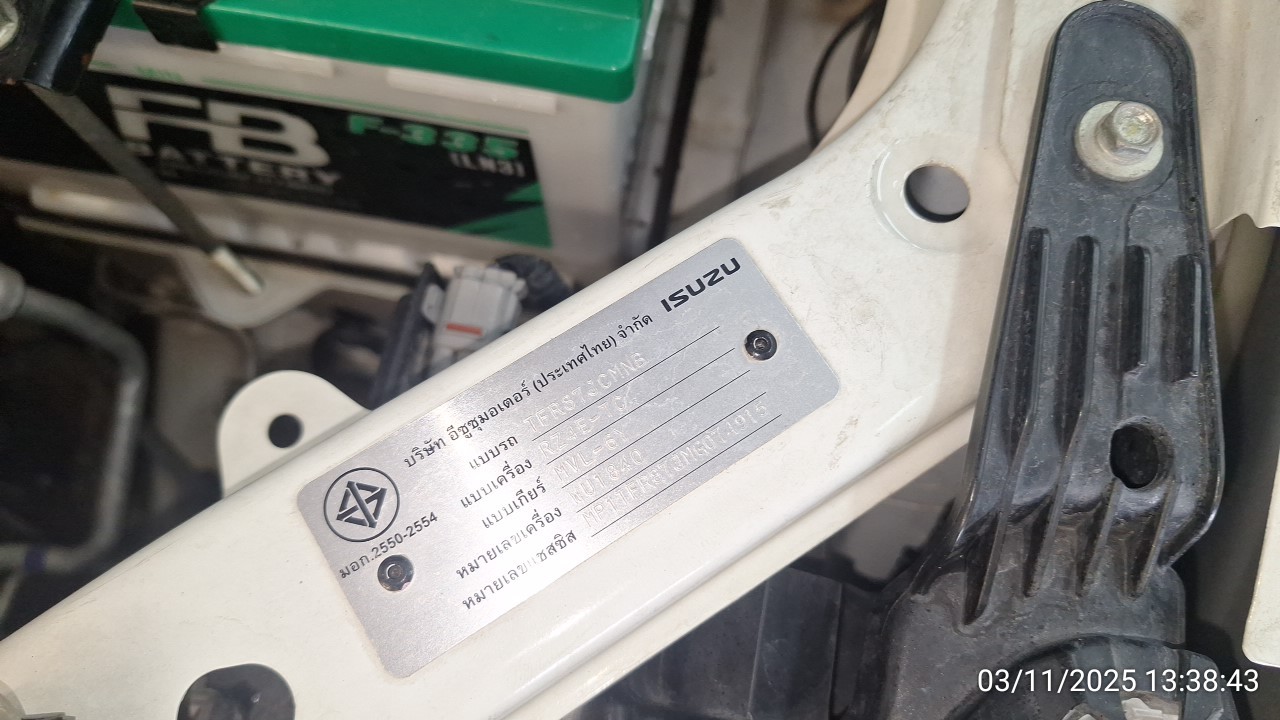 FB
BATTERY
F-335
(LN3)
บริษัท อีซูซุมอเตอร์ (ประเทศไทย) จำกัด ISUZU
แบบรถ
แบบเครื่อง
แบบเกียร์ MVL-6
หมายเลขเครื่อง
หมายเลขแชสซิส
มอก.2550-2554
03/11/2025 13:38:43